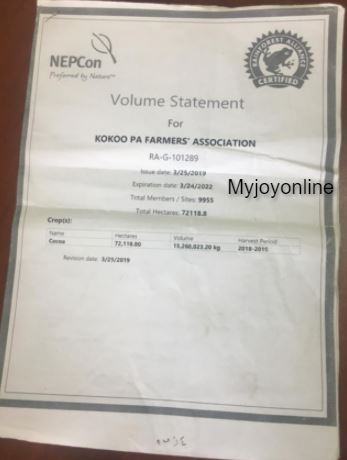 NEPCon
Preferred by Nature™
RAINFOREST ALLIANCE
CERTIFIED
Volume Statement
For
KOKOO PA FARMERS' ASSOCIATION
RA-G-101289
Issue date: 3/25/2019
Expiration date: 3/24/2022
Myjoyonline
Total Members / Sites: 9955
Total Hectares: 72118.8
Crop(s):
Name Hectares Volume Harvest Period
Cocoa 72,118.80 15,260,023.20 kg 2018-2015
Revision date: 3/25/2019